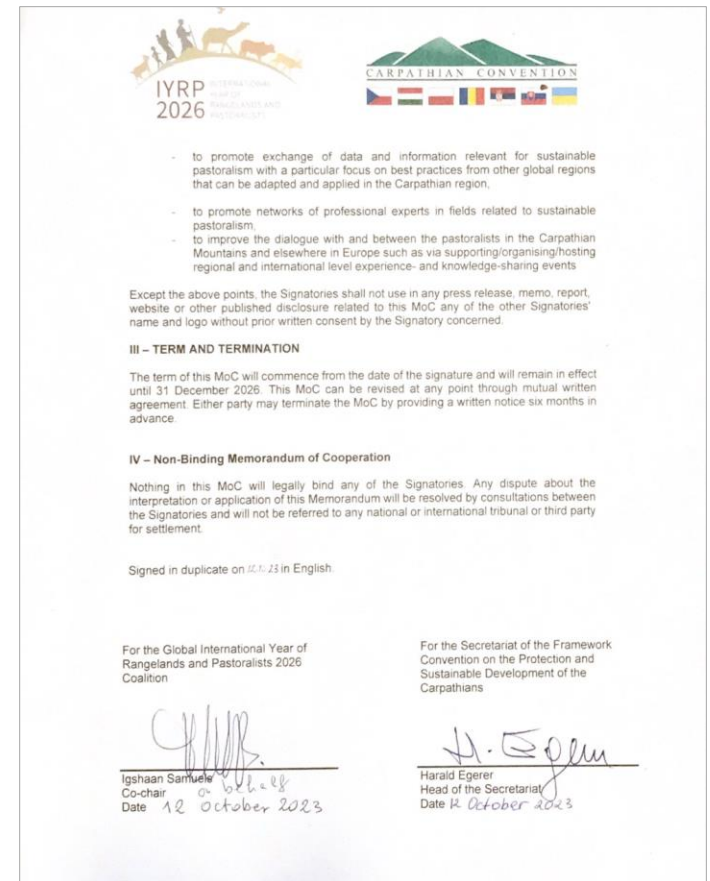 IYRP
2026
INTERNATIONAL
YEAR OF
RANGELANDS AND
PASTORALISTS
CARPATHIAN CONVENTION
- to promote exchange of data and information relevant for sustainable
pastoralism with a particular focus on best practices from other global regions
that can be adapted and applied in the Carpathian region,
- to promote networks of professional experts in fields related to sustainable
pastoralism,
- to improve the dialogue with and between the pastoralists in the Carpathian
Mountains and elsewhere in Europe such as via supporting/organising/hosting
regional and international level experience- and knowledge-sharing events
Except the above points, the Signatories shall not use in any press release, memo, report,
website or other published disclosure related to this MoC any of the other Signatories'
name and logo without prior written consent by the Signatory concerned.
III – TERM AND TERMINATION
The term of this MoC will commence from the date of the signature and will remain in effect
until 31 December 2026. This MoC can be revised at any point through mutual written
agreement. Either party may terminate the MoC by providing a written notice six months in
advance.
IV – Non-Binding Memorandum of Cooperation
Nothing in this MoC will legally bind any of the Signatories. Any dispute about the
interpretation or application of this Memorandum will be resolved by consultations between
the Signatories and will not be referred to any national or international tribunal or third party
for settlement.
Signed in duplicate on in English.
For the Global International Year of
Rangelands and Pastoralists 2026
Coalition
Igshaan Samuels
Co-chair on behalf
Date 12 October 2023
For the Secretariat of the Framework
Convention on the Protection and
Sustainable Development of the
Carpathians
H. Egerer
Harald Egerer
Head of the Secretariat
Date 12 October 2023